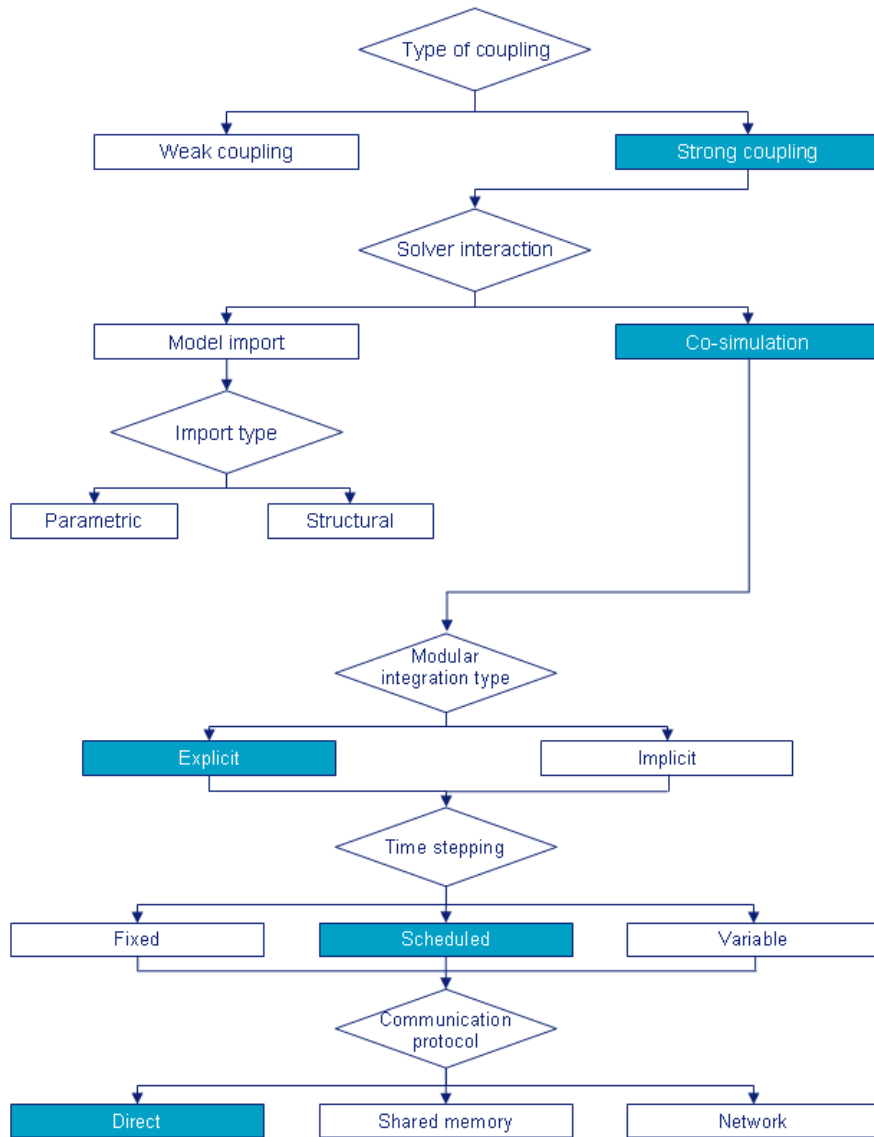 Type of coupling
Weak coupling
Strong coupling
Solver interaction
Model import
Co-simulation
Import type
Parametric
Structural
Modular
integration type
Explicit
Implicit
Time stepping
Fixed
Scheduled
Variable
Communication
protocol
Direct
Shared memory
Network